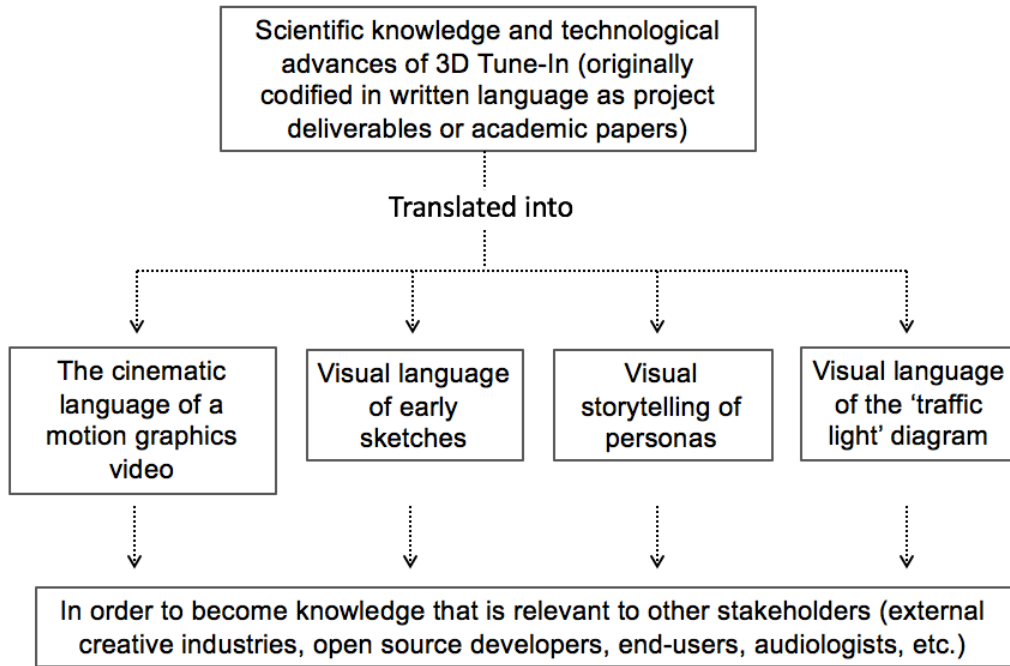 Scientific knowledge and technological
advances of 3D Tune-In (originally
codified in written language as project
deliverables or academic papers)
Translated into
The cinematic
language of a
motion graphics
video
Visual language
of early
sketches
Visual
storytelling of
personas
Visual language
of the ‘traffic
light’ diagram
In order to become knowledge that is relevant to other stakeholders (external
creative industries, open source developers, end-users, audiologists, etc.)